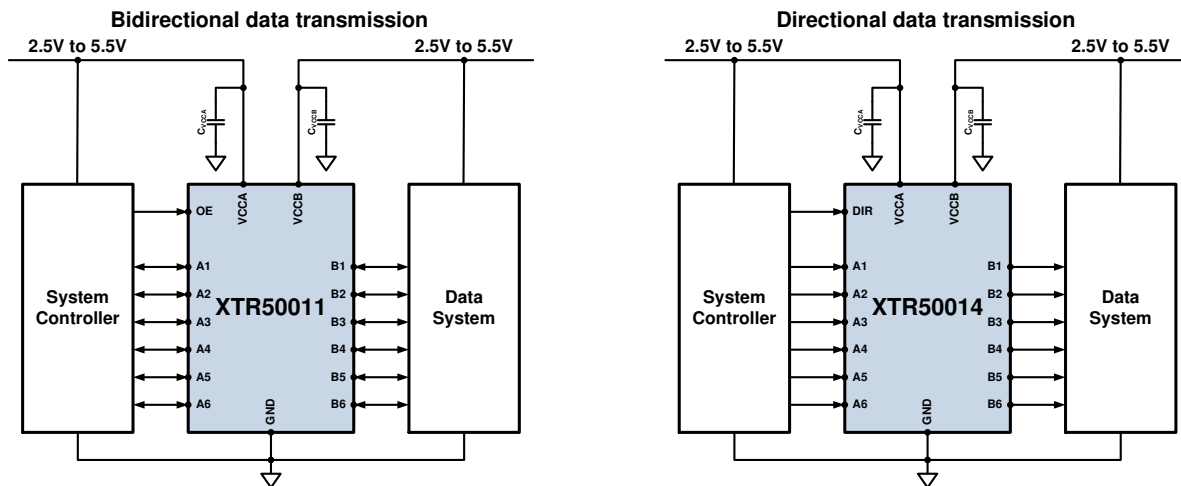 Bidirectional data transmission
2.5V to 5.5V
2.5V to 5.5V
CVCCA
CVCCB
VCCA
VCCB
OE
A1
A2
A3
A4
A5
A6
B1
B2
B3
B4
B5
B6
GND
System
Controller
XTR50011
Data
System
Directional data transmission
2.5V to 5.5V
2.5V to 5.5V
CVCCA
CVCCB
VCCA
VCCB
DIR
A1
A2
A3
A4
A5
A6
B1
B2
B3
B4
B5
B6
GND
System
Controller
XTR50014
Data
System